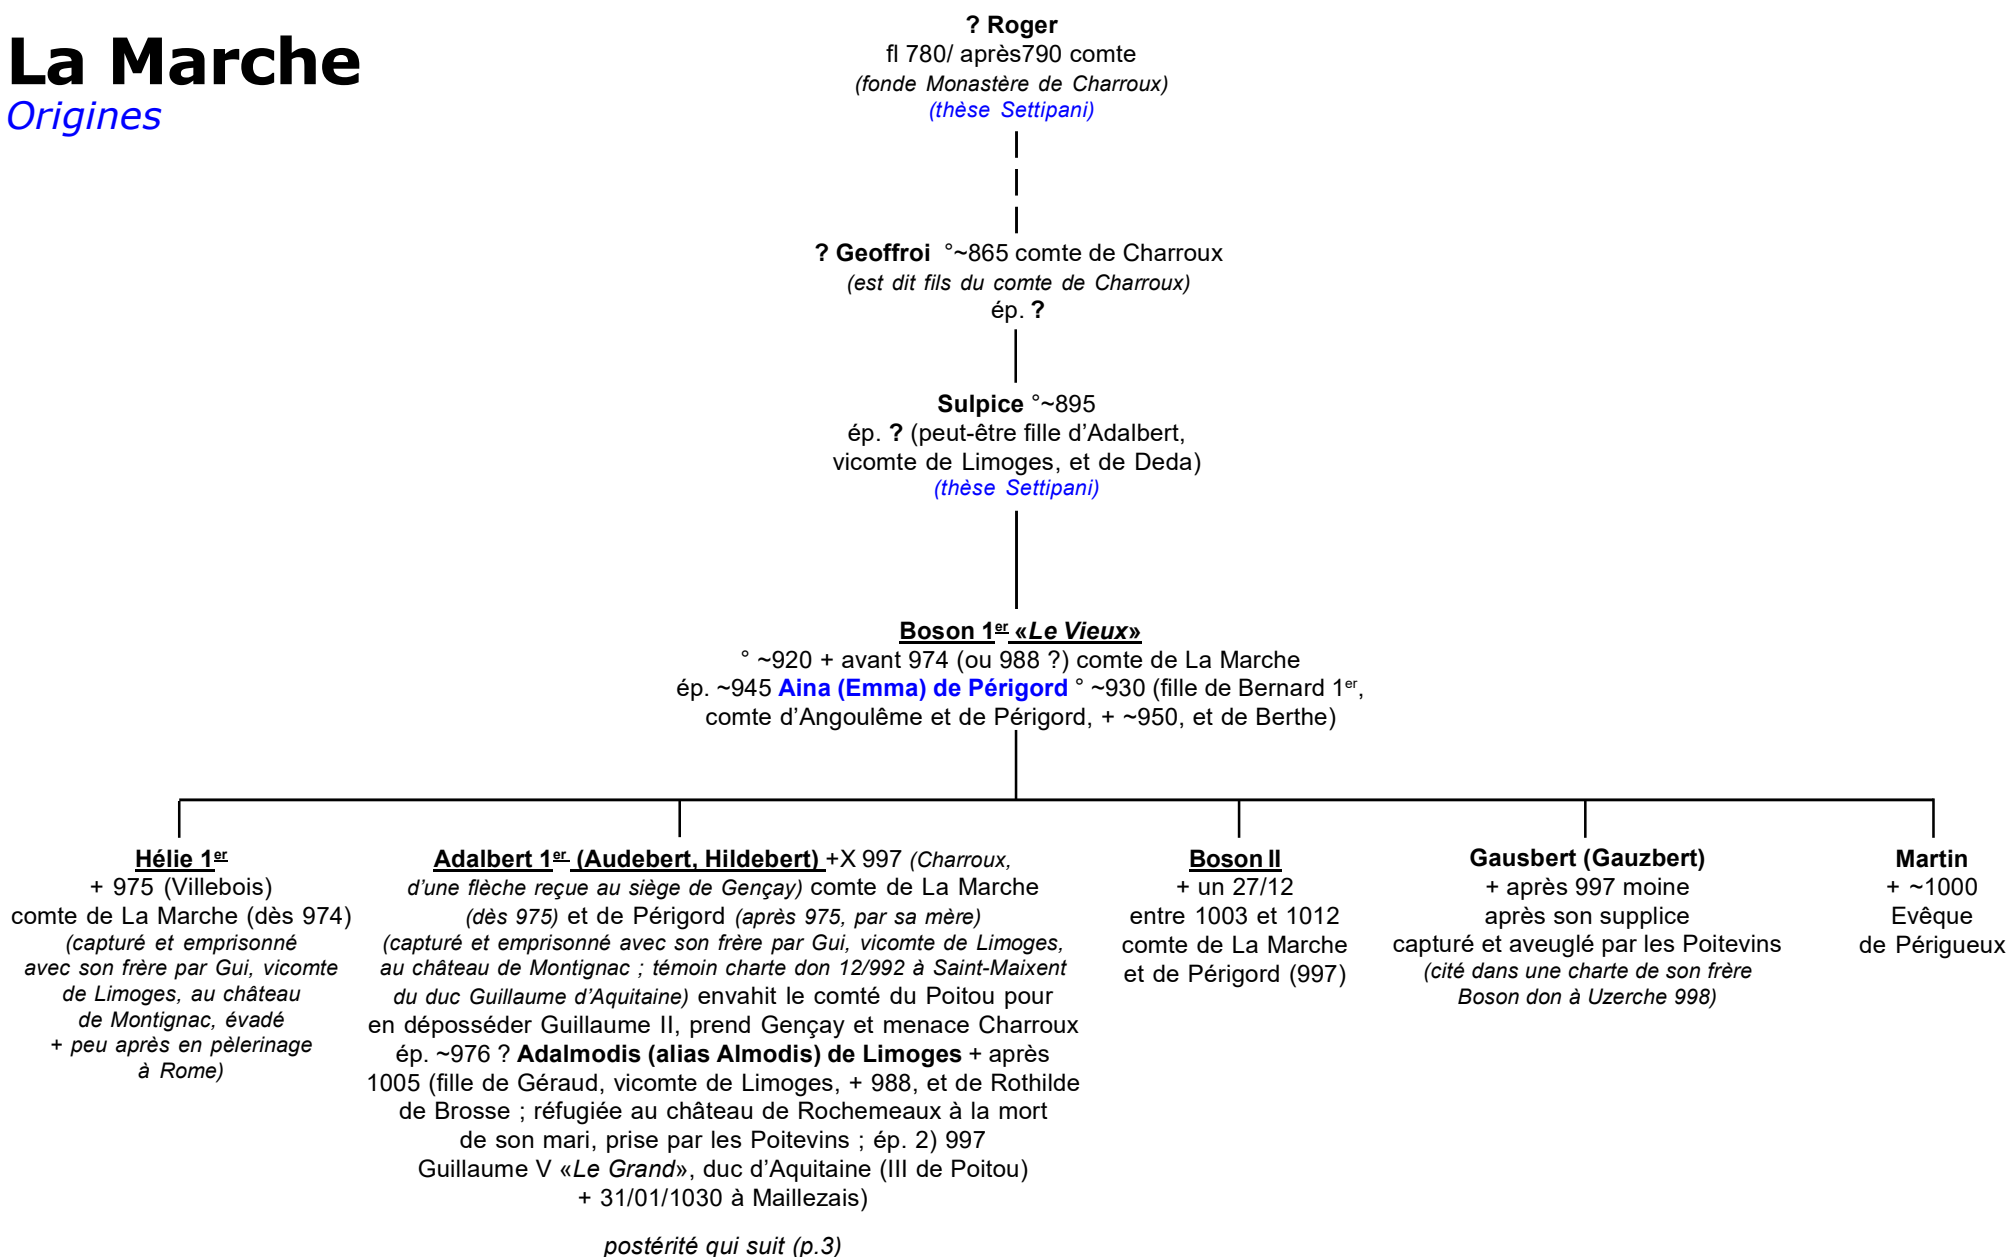 La Marche
Origines
? Roger
fl 780/ après790 comte
(fonde Monastère de Charroux)
(thèse Settipani)
? Geoffroi °~865 comte de Charroux
(est dit fils du comte de Charroux)
ép. ?
Sulpice °~895
ép. ? (peut-être fille d’Adalbert,
vicomte de Limoges, et de Deda)
(thèse Settipani)
Boson 1er «Le Vieux»
° ~920 + avant 974 (ou 988 ?) comte de La Marche
ép. ~945 Aina (Emma) de Périgord ° ~930 (fille de Bernard 1er,
comte d’Angoulême et de Périgord, + ~950, et de Berthe)
Hélie 1er
+ 975 (Villebois)
comte de La Marche (dès 974)
(capturé et emprisonné
avec son frère par Gui, vicomte
de Limoges, au château
de Montignac, évadé
+ peu après en pèlerinage
à Rome)
Adalbert 1er (Audebert, Hildebert) +X 997 (Charroux,
d’une flèche reçue au siège de Gençay) comte de La Marche
(dès 975) et de Périgord (après 975, par sa mère)
(capturé et emprisonné avec son frère par Gui, vicomte de Limoges,
au château de Montignac ; témoin charte don 12/992 à Saint-Maixent
du duc Guillaume d’Aquitaine) envahit le comté du Poitou pour
en déposséder Guillaume II, prend Gençay et menace Charroux
ép. ~976 ? Adalmodis (alias Almodis) de Limoges + après
1005 (fille de Géraud, vicomte de Limoges, + 988, et de Rothilde
de Brosse ; réfugiée au château de Rochemeaux à la mort
de son mari, prise par les Poitevins ; ép. 2) 997
Guillaume V «Le Grand», duc d’Aquitaine (III de Poitou)
+ 31/01/1030 à Maillezais)
postérité qui suit (p.3)
Boson II
+ un 27/12
entre 1003 et 1012
comte de La Marche
et de Périgord (997)
Gausbert (Gauzbert)
+ après 997 moine
après son supplice
capturé et aveuglé par les Poitevins
(cité dans une charte de son frère
Boson don à Uzerche 998)
Martin
+ ~1000
Evêque
de Périgueux